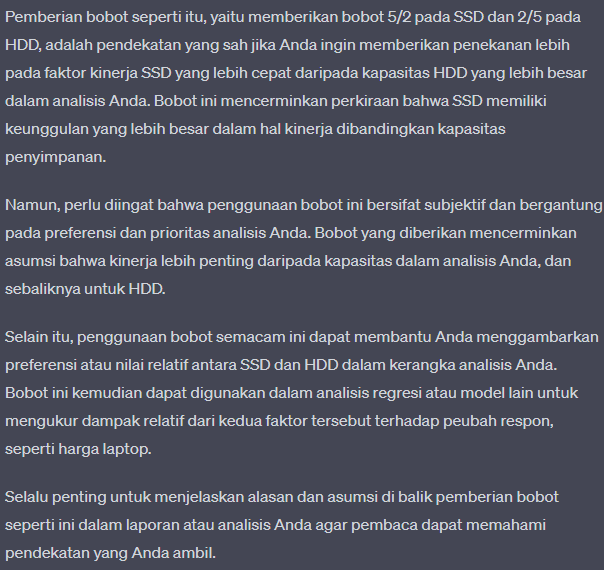 Pemberian bobot seperti itu, yaitu memberikan bobot 5/2 pada SSD dan 2/5 pada
HDD, adalah pendekatan yang sah jika Anda ingin memberikan penekanan lebih
pada faktor kinerja SSD yang lebih cepat daripada kapasitas HDD yang lebih besar
dalam analisis Anda. Bobot ini mencerminkan perkiraan bahwa SSD memiliki
keunggulan yang lebih besar dalam hal kinerja dibandingkan kapasitas
penyimpanan.
Namun, perlu diingat bahwa penggunaan bobot ini bersifat subjektif dan bergantung
pada preferensi dan prioritas analisis Anda. Bobot yang diberikan mencerminkan
asumsi bahwa kinerja lebih penting daripada kapasitas dalam analisis Anda, dan
sebaliknya untuk HDD.
Selain itu, penggunaan bobot semacam ini dapat membantu Anda menggambarkan
preferensi atau nilai relatif antara SSD dan HDD dalam kerangka analisis Anda.
Bobot ini kemudian dapat digunakan dalam analisis regresi atau model lain untuk
mengukur dampak relatif dari kedua faktor tersebut terhadap peubah respon,
seperti harga laptop.
Selalu penting untuk menjelaskan alasan dan asumsi di balik pemberian bobot
seperti ini dalam laporan atau analisis Anda agar pembaca dapat memahami
pendekatan yang Anda ambil.